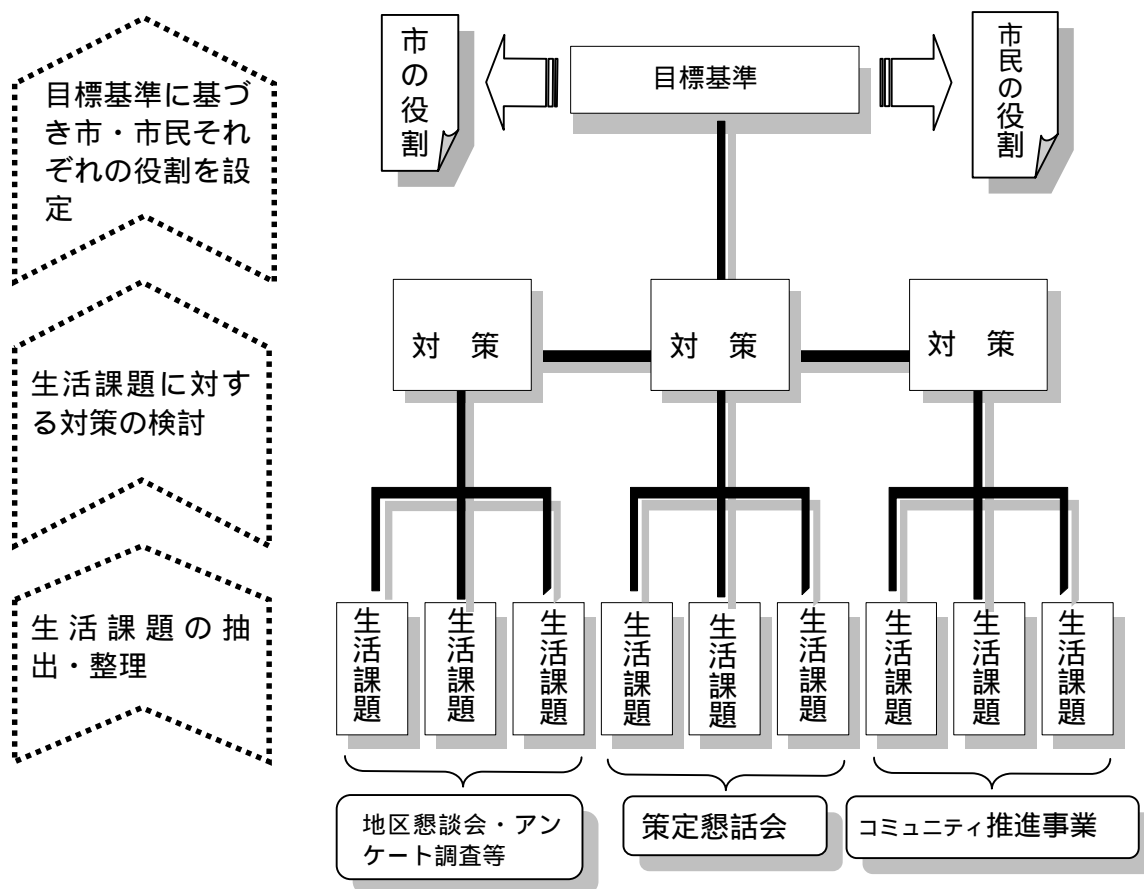 目標基準に基づ
き市・市民それ
ぞれの役割を設
定
市の役割
目標基準
市民の役割
生活課題に対す
る対策の検討
対　策
対　策
対　策
生活課題の抽
出・整理
生活課題
生活課題
生活課題
生活課題
生活課題
生活課題
生活課題
生活課題
生活課題
地区懇談会・アン
ケート調査等
策定懇話会
コミュニティ推進事業